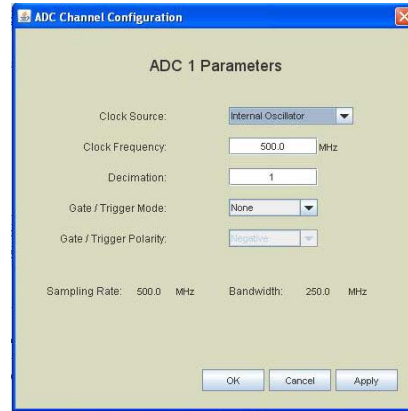 ADC Channel Configuration
ADC 1 Parameters
Clock Source: Internal Oscillator
Clock Frequency: 500.0 MHz
Decimation: 1
Gate / Trigger Mode: None
Gate / Trigger Polarity: Negative
Sampling Rate: 500.0 MHz Bandwidth: 250.0 MHz
OK Cancel Apply